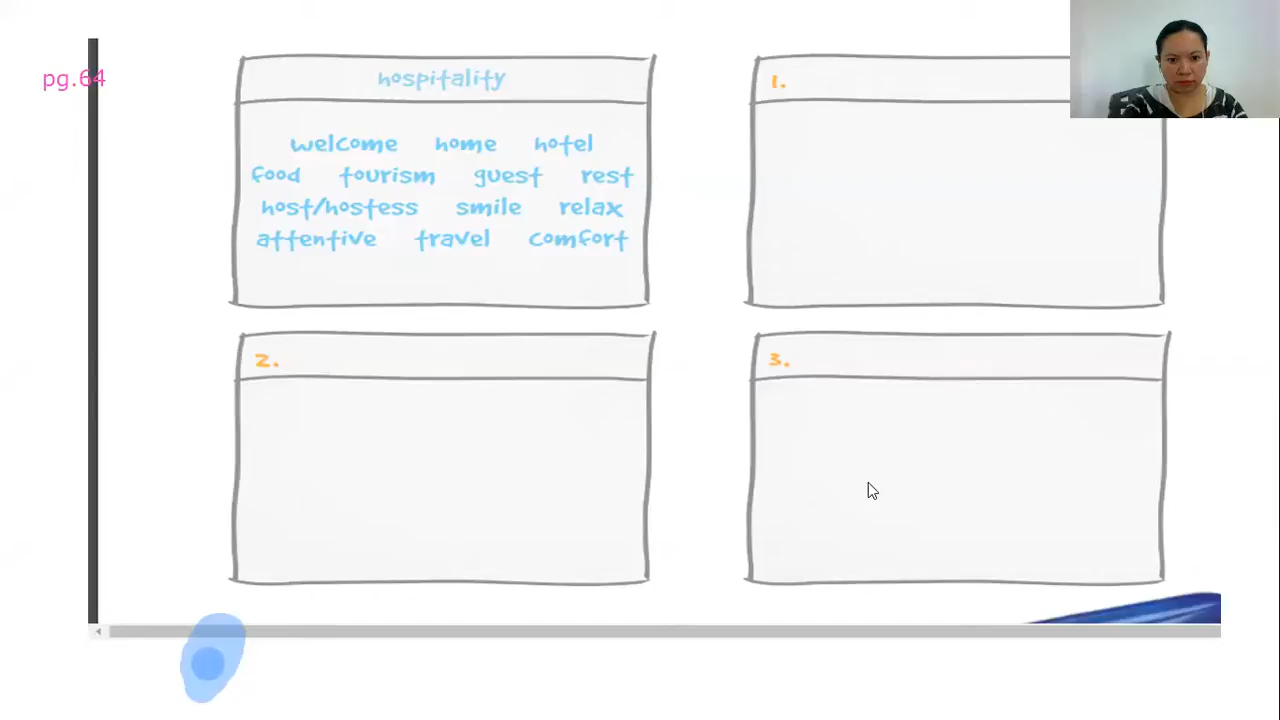 pg.64
hospitality
welcome home hotel
food tourism guest rest
host/hostess smile relax
attentive travel comfort
1.
2.
3.